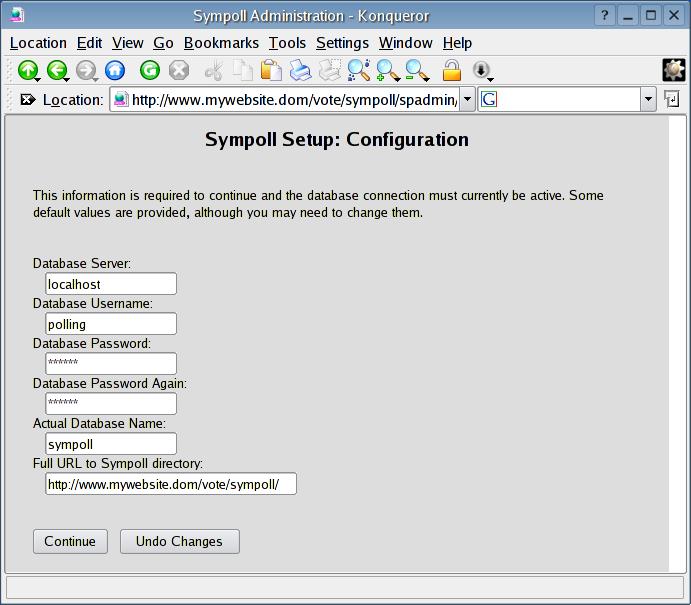 Sympoll Administration - Konqueror
?
Location Edit View Go Bookmarks Tools Settings Window Help
Location: http://www.mywebsite.dom/vote/sympoll/spadmin/ G
Sympoll Setup: Configuration
This information is required to continue and the database connection must currently be active. Some
default values are provided, although you may need to change them.
Database Server:
localhost
Database Username:
polling
Database Password:
******
Database Password Again:
******
Actual Database Name:
sympoll
Full URL to Sympoll directory:
http://www.mywebsite.dom/vote/sympoll/
Continue Undo Changes